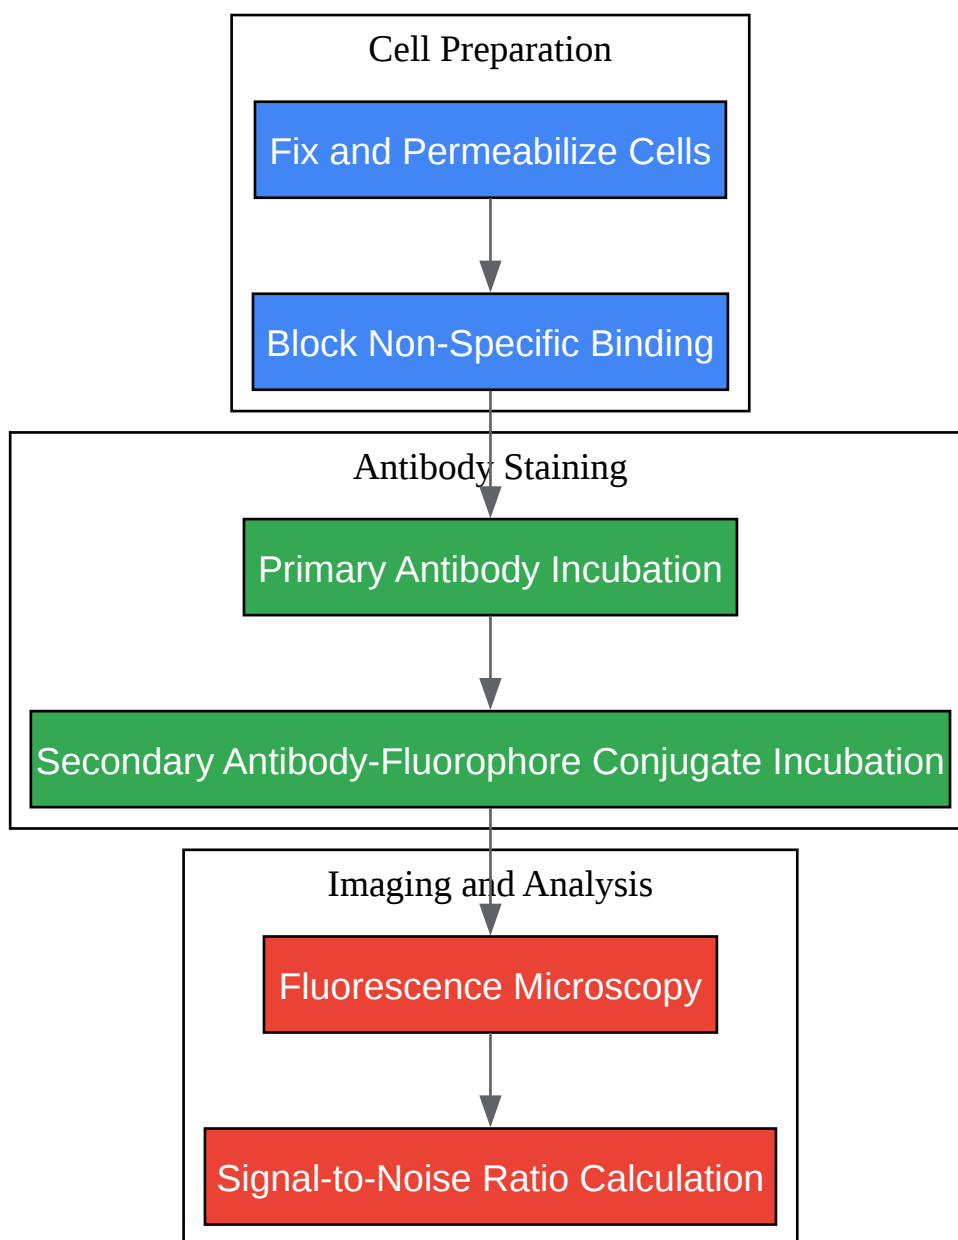 Cell Preparation
Fix and Permeabilize Cells
Block Non-Specific Binding
Antibody Staining
Primary Antibody Incubation
Secondary Antibody-Fluorophore Conjugate Incubation
Imaging and Analysis
Fluorescence Microscopy
Signal-to-Noise Ratio Calculation